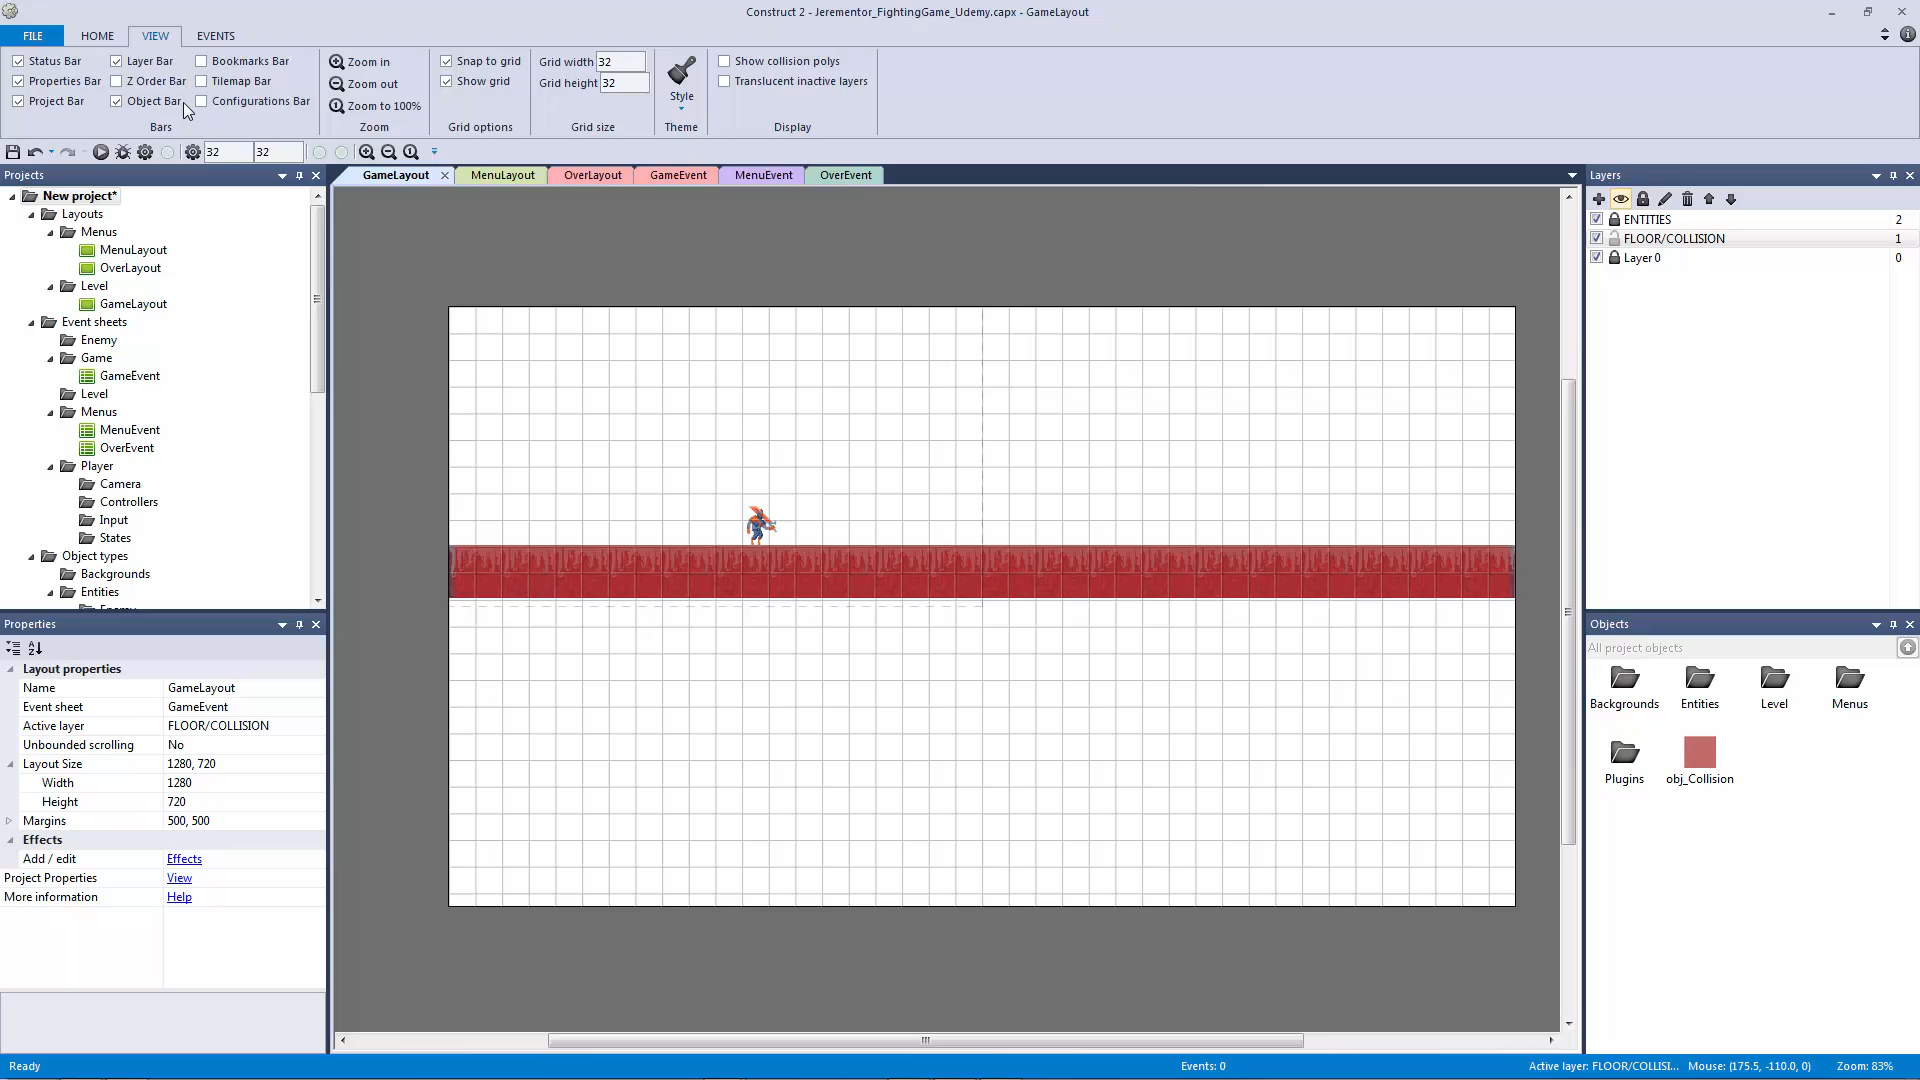 Construct 2 - Jerementor_FightingGame_Udemy.capx - GameLayout
FILE HOME VIEW EVENTS
Status Bar Layer Bar Bookmarks Bar
Properties Bar Z Order Bar Tilemap Bar
Project Bar Object Bar Configurations Bar
Bars
Zoom in
Zoom out
Zoom to 100%
Zoom
Snap to grid
Show grid
Grid options
Grid width 32
Grid height 32
Grid size
Style
Theme
Show collision polys
Translucent inactive layers
Display
32 32
Projects
New project*
Layouts
Menus
MenuLayout
OverLayout
Level
GameLayout
Event sheets
Enemy
Game
GameEvent
Level
Menus
MenuEvent
OverEvent
Player
Camera
Controllers
Input
States
Object types
Backgrounds
Entities
GameLayout MenuLayout OverLayout GameEvent MenuEvent OverEvent
Layers
ENTITIES 2
FLOOR/COLLISION 1
Layer 0 0
Properties
Layout properties
Name GameLayout
Event sheet GameEvent
Active layer FLOOR/COLLISION
Unbounded scrolling No
Layout Size 1280, 720
Width 1280
Height 720
Margins 500, 500
Effects
Add / edit Effects
Project Properties View
More information Help
Objects
All project objects
Backgrounds Entities Level Menus
Plugins obj_Collision
Ready Events: 0 Active layer: FLOOR/COLLISI... Mouse: (175.5, -110.0, 0) Zoom: 83%